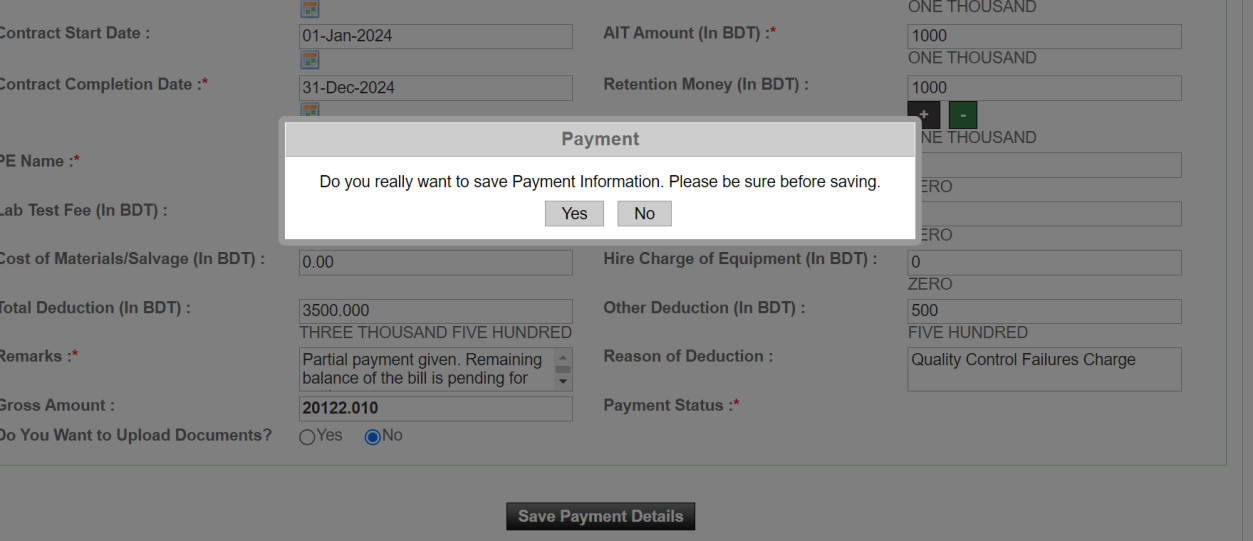 ONE THOUSAND
Contract Start Date :
01-Jan-2024
AIT Amount (In BDT) :*
1000
ONE THOUSAND
Contract Completion Date :*
31-Dec-2024
Retention Money (In BDT) :
1000
+ -
NE THOUSAND
Payment
PE Name :*
Do you really want to save Payment Information. Please be sure before saving.
ERO
Yes No
Lab Test Fee (In BDT) :
ERO
Cost of Materials/Salvage (In BDT) :
0.00
Hire Charge of Equipment (In BDT) :
0
ZERO
Total Deduction (In BDT) :
3500.000
THREE THOUSAND FIVE HUNDRED
Other Deduction (In BDT) :
500
FIVE HUNDRED
Remarks :*
Partial payment given. Remaining
balance of the bill is pending for
Reason of Deduction :
Quality Control Failures Charge
Gross Amount :
20122.010
Payment Status :*
Do You Want to Upload Documents?
Yes No
Save Payment Details